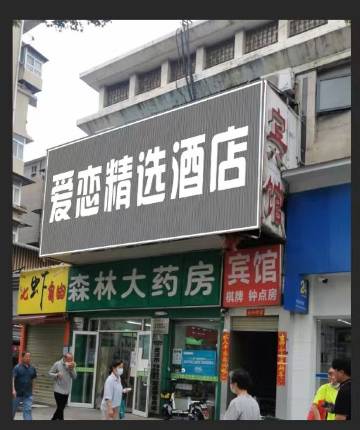 爱恋精选酒店
宾馆
森林大药房
宾馆
棋牌 钟点房